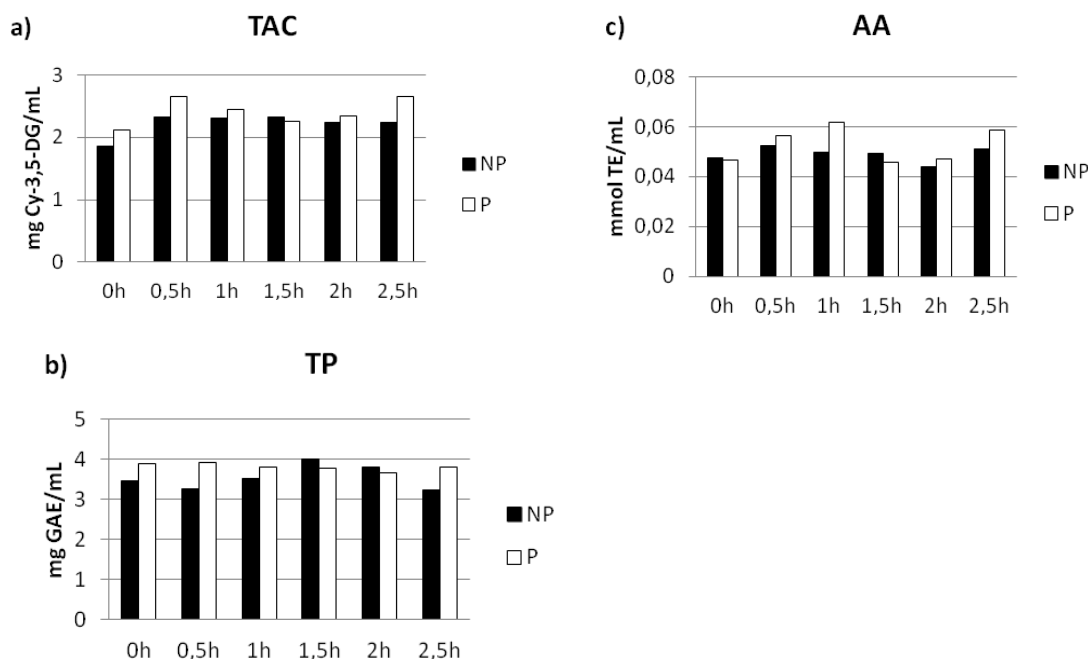 a)
TAC
mg Cy-3,5-DG/mL
3
2
1
0
0h 0,5h 1h 1,5h 2h 2,5h
NP
P
c)
AA
mmol TE/mL
0,08
0,06
0,04
0,02
0
0h 0,5h 1h 1,5h 2h 2,5h
NP
P
b)
TP
mg GAE/mL
5
4
3
2
1
0
0h 0,5h 1h 1,5h 2h 2,5h
NP
P